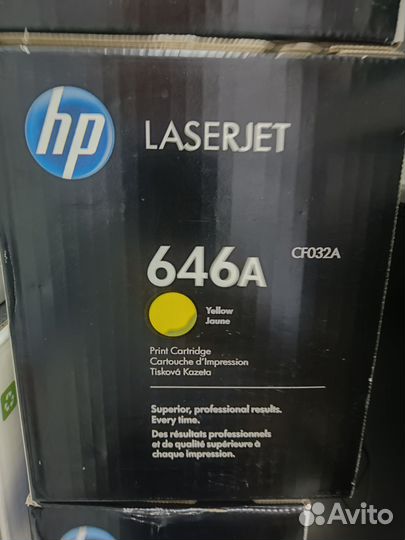 hp LASERJET
646A CF032A
Yellow
Jaune
Print Cartridge
Cartouche d'Impression
Tisková Kazeta
Superior, professional results.
Every time.
Des résultats professionnels
et de qualité supérieure à
chaque impression.
hp
Avito